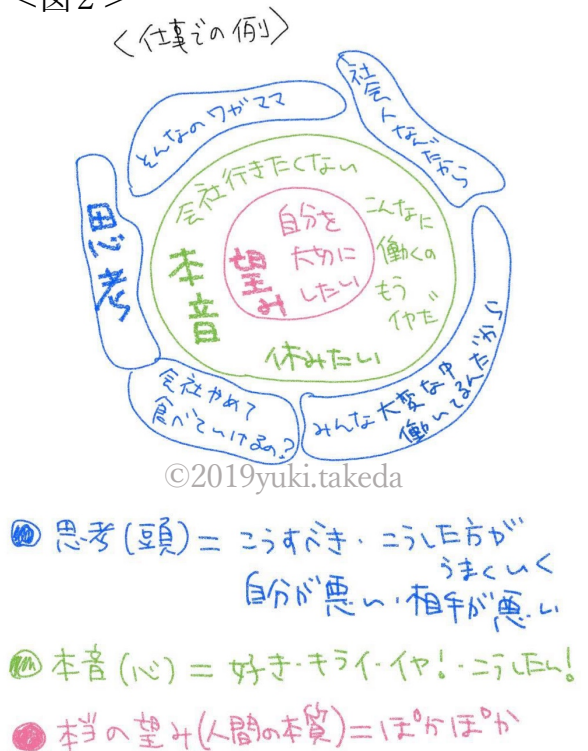 <図2>
〈仕事での例〉
そんなのワガママ
社会人なんだから
会社行きたくない
思考
本音
望み
自分を
大切に
したい
こんなに
働くの
もう
イヤだ
休みたい
会社やめて
食べていけるの?
みんな大変な中
働いてるんだから
©2019yuki.takeda
思考(頭)= こうすべき・こうした方が
うまくいく
自分が悪い・相手が悪い
本音(心)= 好き・キライ・イヤ!・こうしたい!
本当の望み(人間の本質)=ぽかぽか